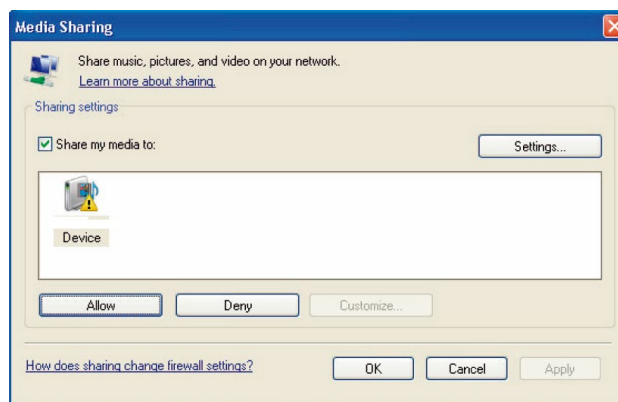 Media Sharing
Share music, pictures, and video on your network.
Learn more about sharing.
Sharing settings
Share my media to:
Settings...
Device
Allow
Deny
Customize...
How does sharing change firewall settings?
OK
Cancel
Apply